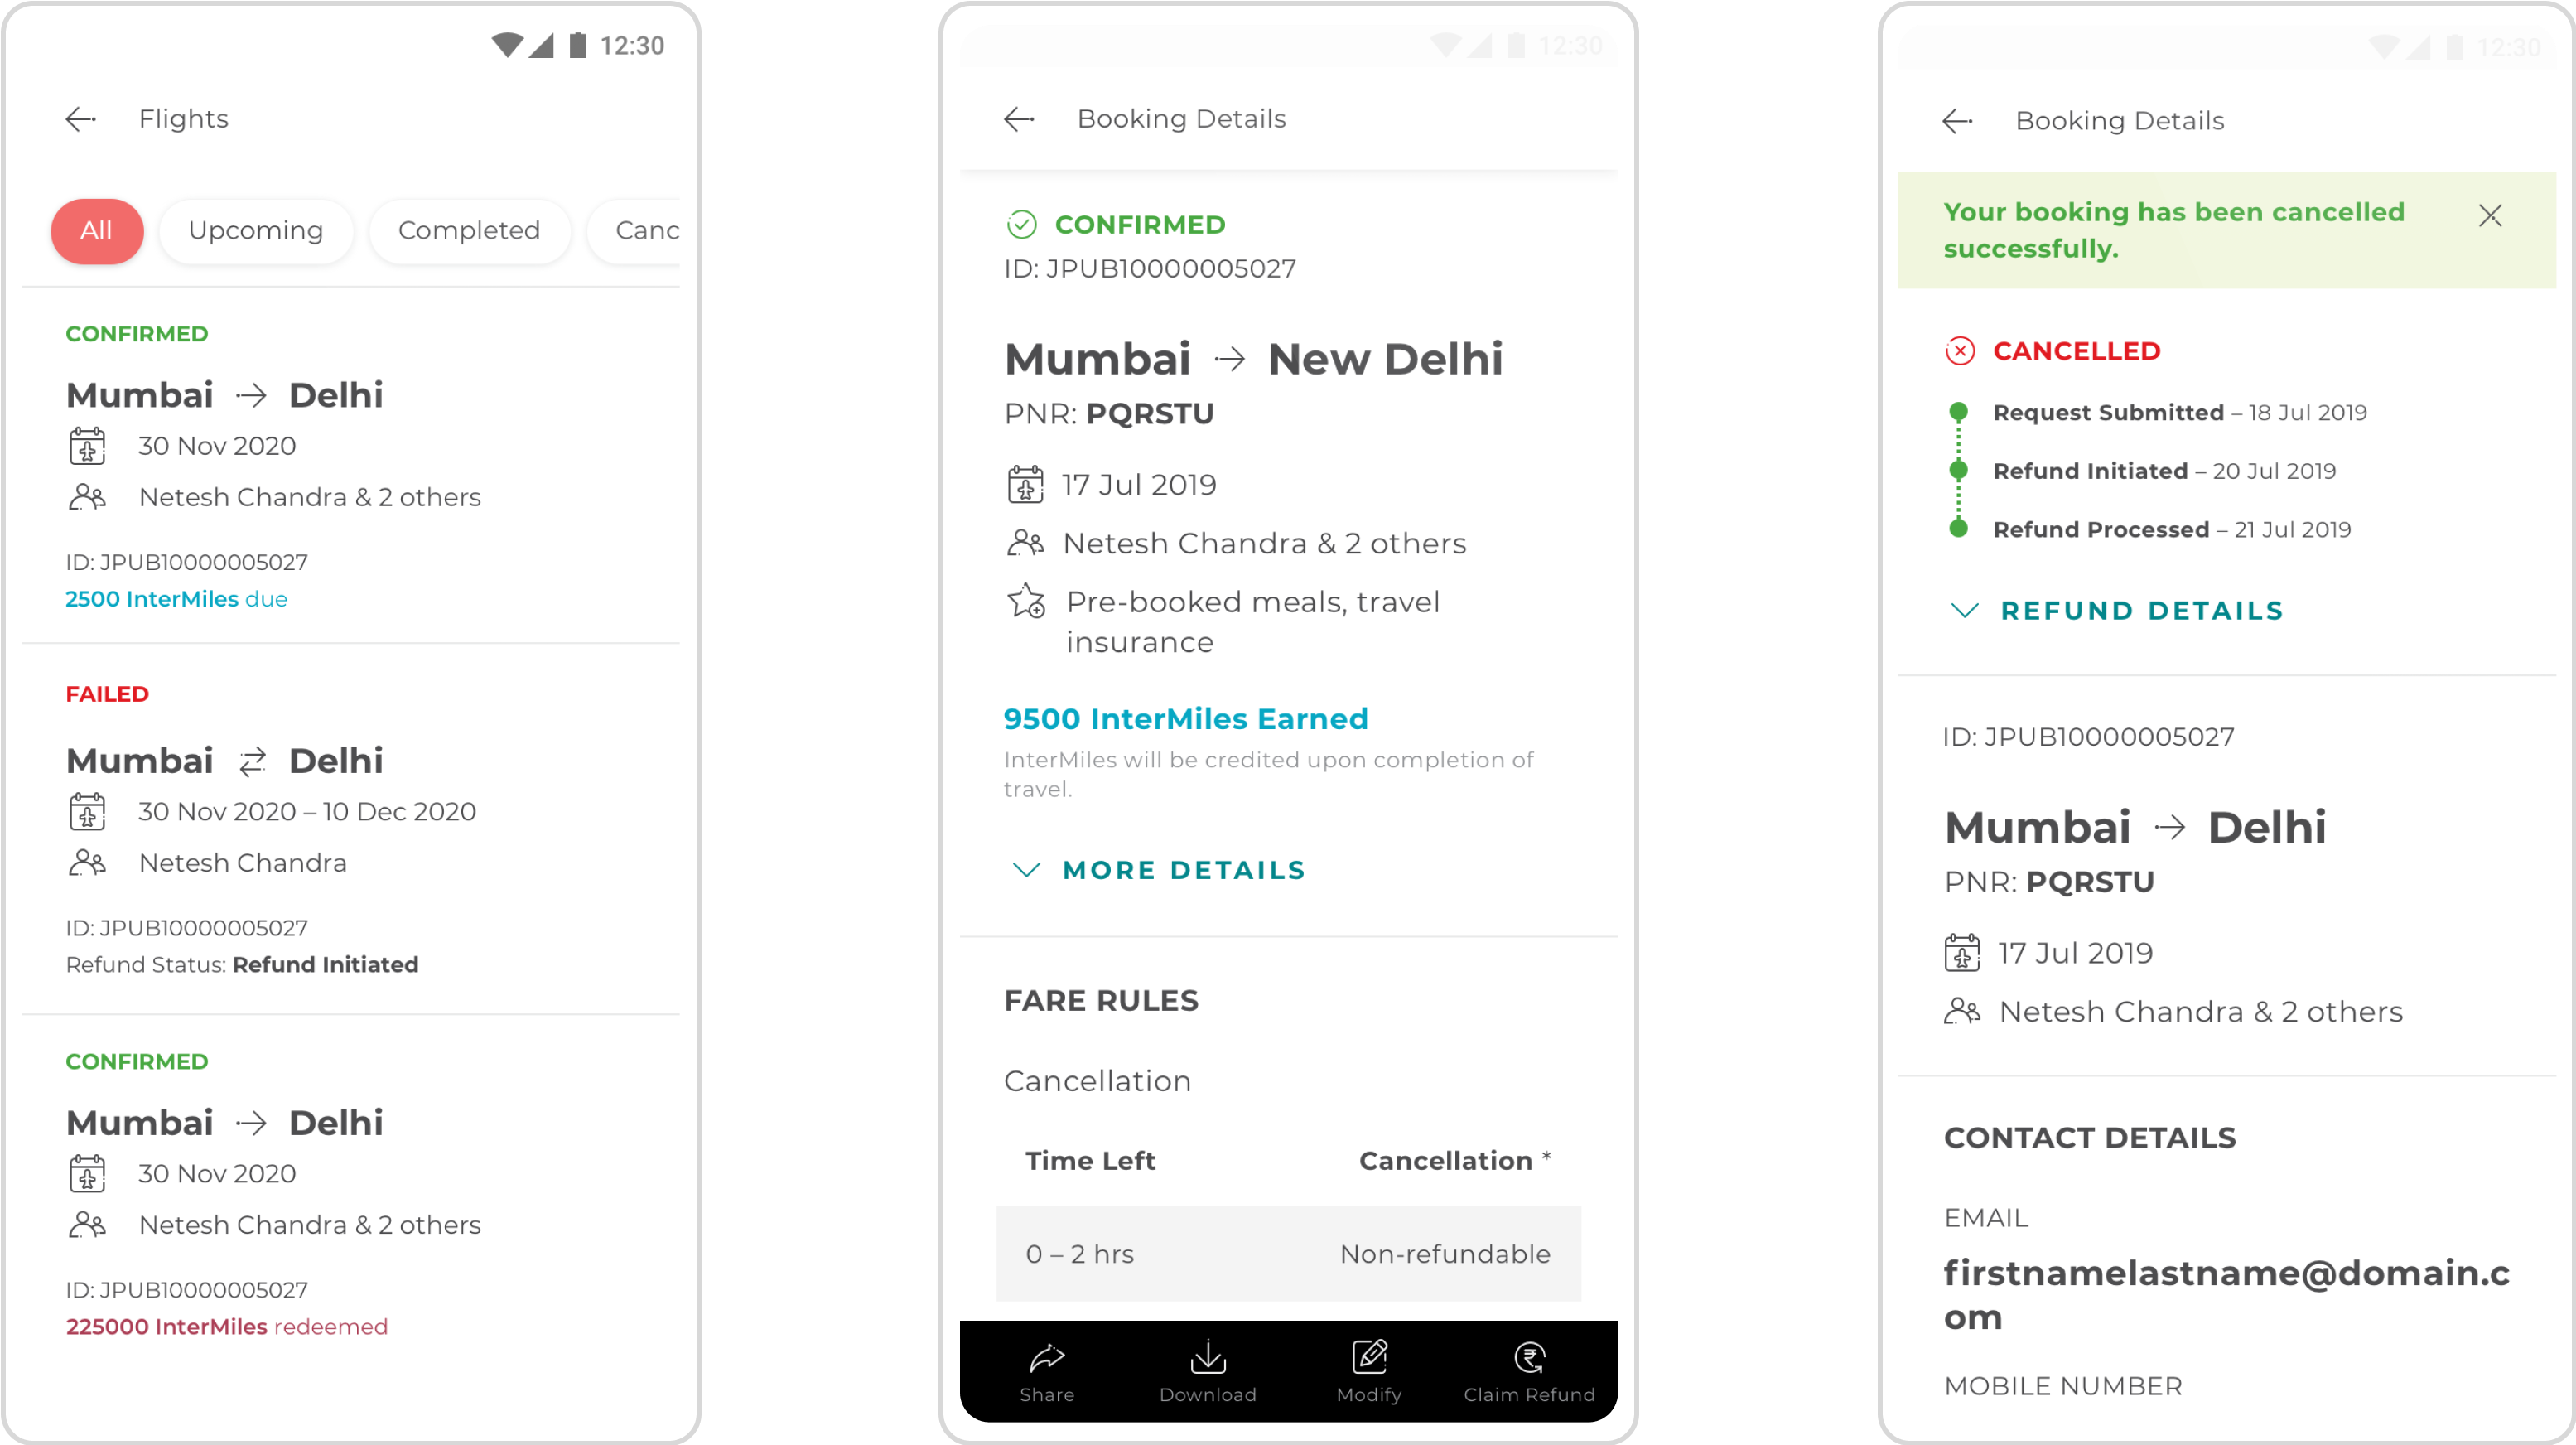 12:30
Flights
All Upcoming Completed Canc
CONFIRMED
Mumbai Delhi
30 Nov 2020
Netesh Chandra & 2 others
ID: JPUB10000005027
2500 InterMiles due
FAILED
Mumbai Delhi
30 Nov 2020 – 10 Dec 2020
Netesh Chandra
ID: JPUB10000005027
Refund Status: Refund Initiated
CONFIRMED
Mumbai Delhi
30 Nov 2020
Netesh Chandra & 2 others
ID: JPUB10000005027
225000 InterMiles redeemed
12:30
Booking Details
CONFIRMED
ID: JPUB10000005027
Mumbai New Delhi
PNR: PQRSTU
17 Jul 2019
Netesh Chandra & 2 others
Pre-booked meals, travel
insurance
9500 InterMiles Earned
InterMiles will be credited upon completion of
travel.
MORE DETAILS
FARE RULES
Cancellation
Time Left Cancellation *
0 – 2 hrs Non-refundable
Share Download Modify Claim Refund
12:30
Booking Details
Your booking has been cancelled
successfully.
CANCELLED
Request Submitted – 18 Jul 2019
Refund Initiated – 20 Jul 2019
Refund Processed – 21 Jul 2019
REFUND DETAILS
ID: JPUB10000005027
Mumbai Delhi
PNR: PQRSTU
17 Jul 2019
Netesh Chandra & 2 others
CONTACT DETAILS
EMAIL
firstnamelastname@domain.c
om
MOBILE NUMBER